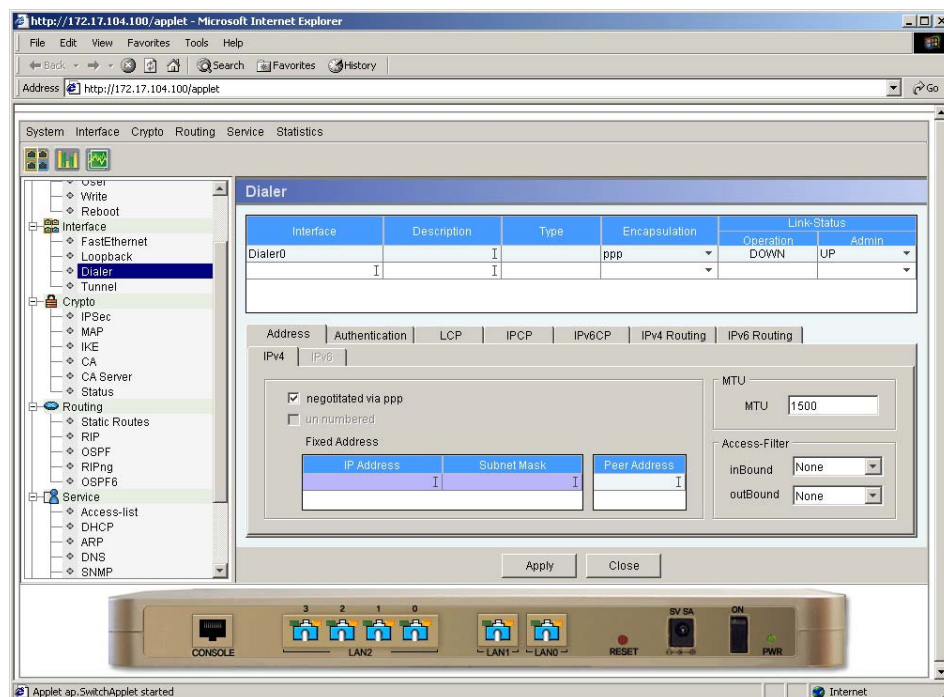 http://172.17.104.100/applet - Microsoft Internet Explorer
File Edit View Favorites Tools Help
Back Search Favorites History
Address http://172.17.104.100/applet Go
System Interface Crypto Routing Service Statistics
User
Write
Reboot
Interface
FastEthernet
Loopback
Dialer
Tunnel
Crypto
IPSec
MAP
IKE
CA
CA Server
Status
Routing
Static Routes
RIP
OSPF
RIPng
OSPF6
Service
Access-list
DHCP
ARP
DNS
SNMP
Dialer
Interface Description Type Encapsulation Link-Status
Operation Admin
Dialer0 ppp DOWN UP
Address Authentication LCP IPCP IPv6CP IPv4 Routing IPv6 Routing
IPv4 IPv6
negotitated via ppp
un numbered
Fixed Address
IP Address Subnet Mask Peer Address
MTU
MTU 1500
Access-Filter
inBound None
outBound None
Apply Close
3 2 1 0 5V 5A ON
CONSOLE LAN2 LAN1 LAN0 RESET PWR
Applet ap.SwitchApplet started Internet